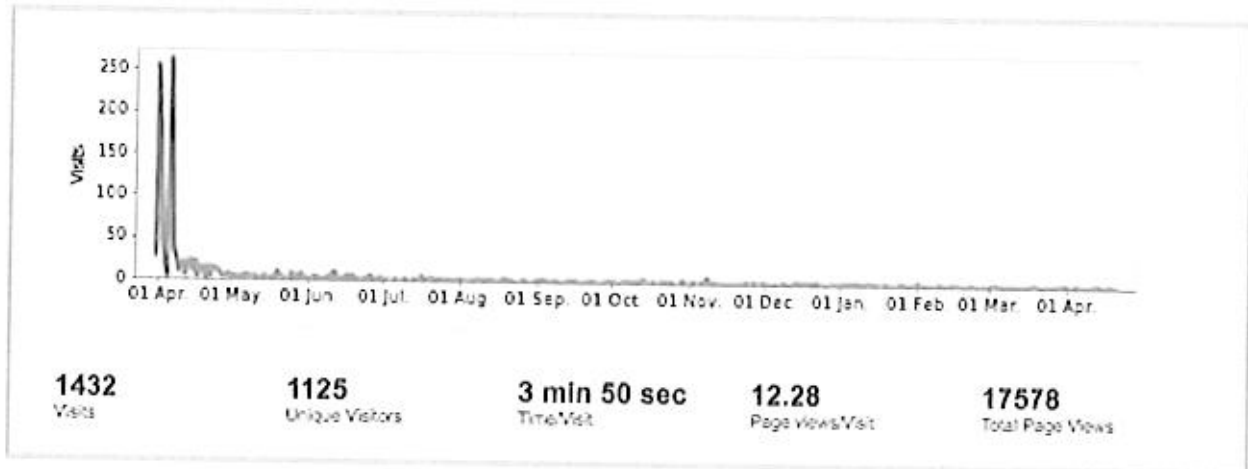 250
200
150
100
50
0
Visits
01 Apr. 01 May 01 Jun. 01 Jul. 01 Aug 01 Sep. 01 Oct 01 Nov. 01 Dec 01 Jan. 01 Feb 01 Mar. 01 Apr.
1432 1125 3 min 50 sec 12.28 17578
Visits Unique Visitors Time/Visit Page views/Visit Total Page Views